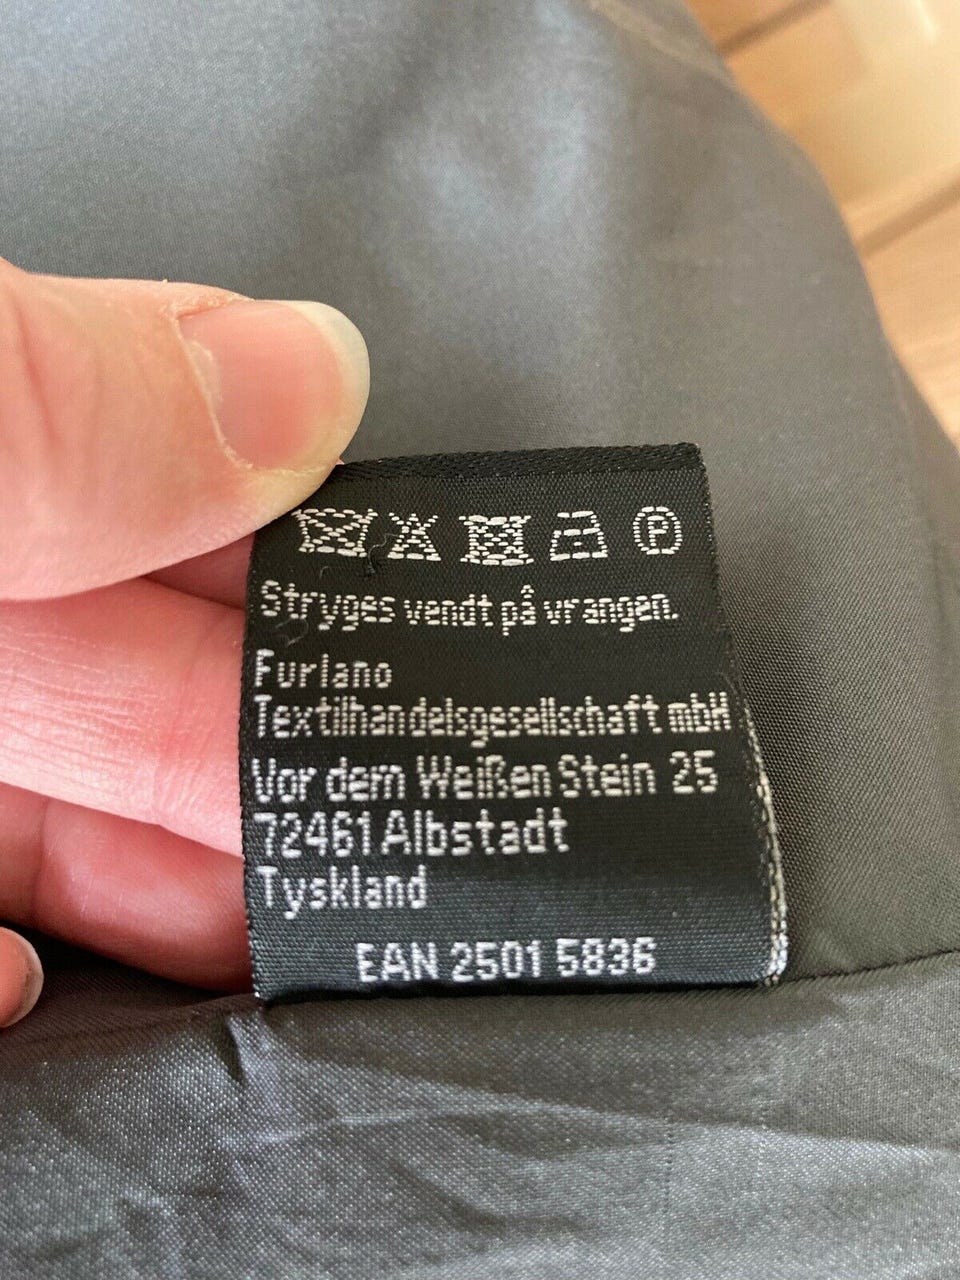 P
Stryges vendt på vrangen.
Furlano
Textilhandelsgesellschaft mbH
Vor dem Weißen Stein 25
72461 Albstadt
Tyskland
EAN 2501 5836